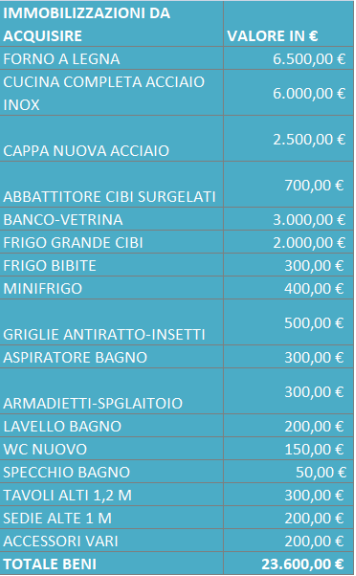 IMMOBILIZZAZIONI DA
ACQUISIRE VALORE IN €
FORNO A LEGNA 6.500,00 €
CUCINA COMPLETA ACCIAIO
INOX 6.000,00 €
CAPPA NUOVA ACCIAIO 2.500,00 €
ABBATTITORE CIBI SURGELATI 700,00 €
BANCO-VETRINA 3.000,00 €
FRIGO GRANDE CIBI 2.000,00 €
FRIGO BIBITE 300,00 €
MINIFRIGO 400,00 €
GRIGLIE ANTIRATTO-INSETTI 500,00 €
ASPIRATORE BAGNO 300,00 €
ARMADIETTI-SPGLAITOIO 300,00 €
LAVELLO BAGNO 200,00 €
WC NUOVO 150,00 €
SPECCHIO BAGNO 50,00 €
TAVOLI ALTI 1,2 M 300,00 €
SEDIE ALTE 1 M 200,00 €
ACCESSORI VARI 200,00 €
TOTALE BENI 23.600,00 €